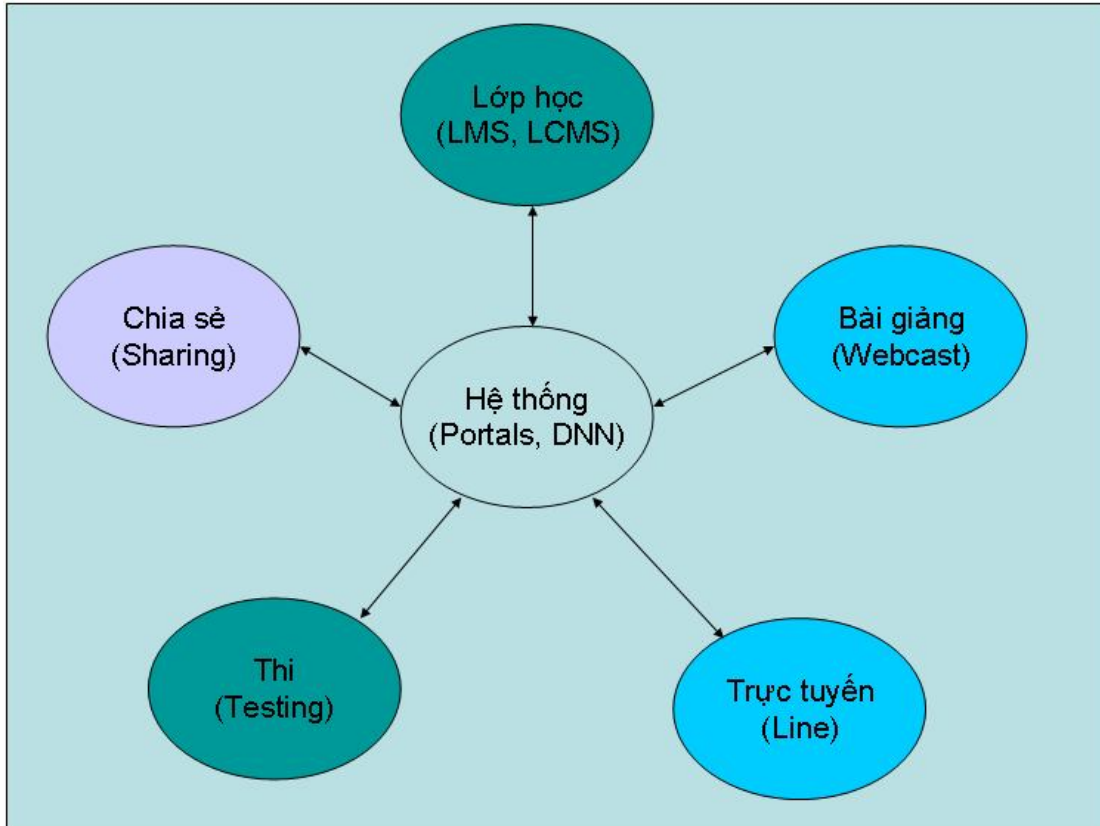 Lớp học
(LMS, LCMS)
Chia sẻ
(Sharing)
Bài giảng
(Webcast)
Hệ thống
(Portals, DNN)
Thi
(Testing)
Trực tuyến
(Line)